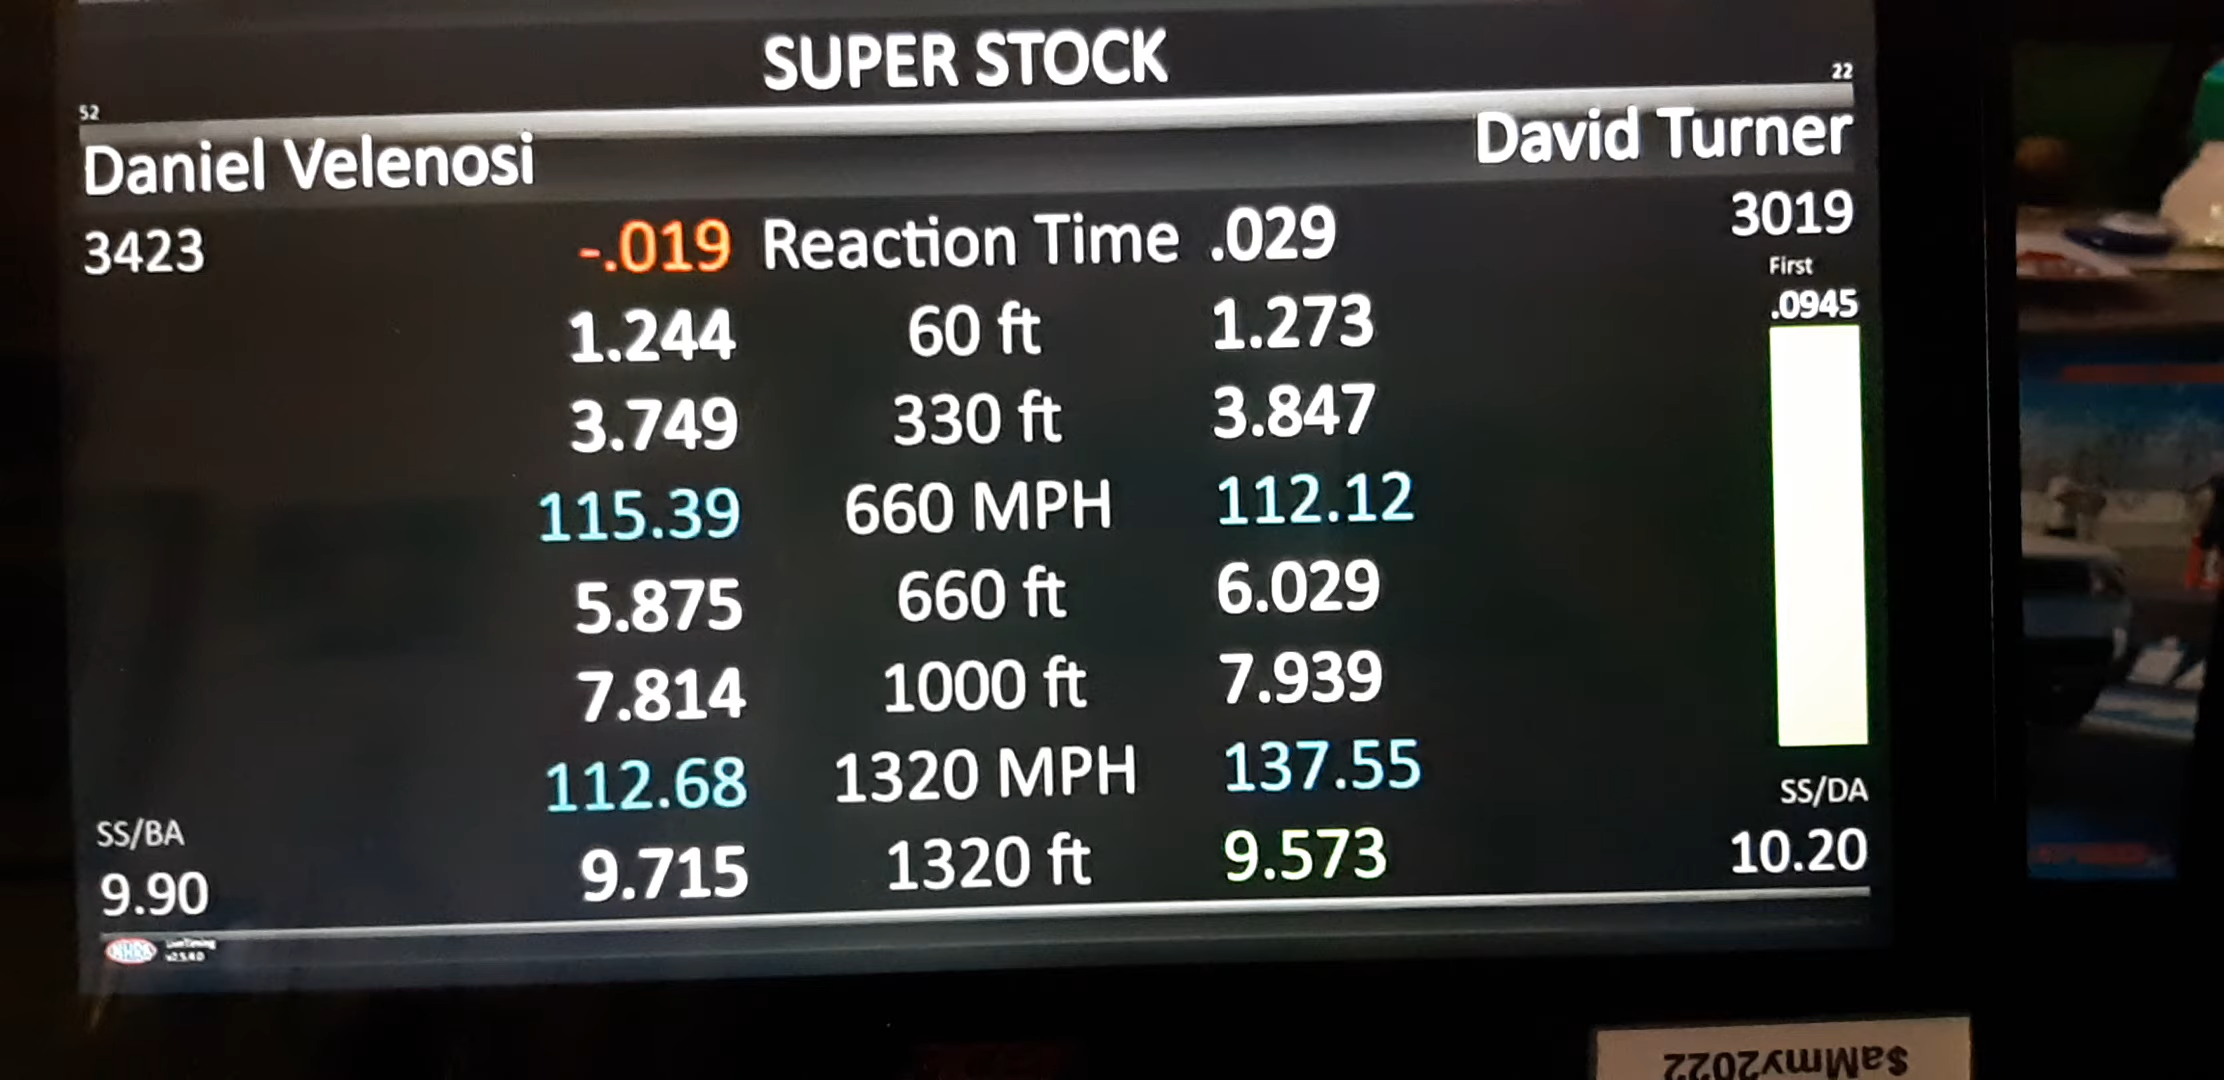 SUPER STOCK
52 22
Daniel Velenosi David Turner
3423 -.019 Reaction Time .029 3019
First
.0945
1.244 60 ft 1.273
3.749 330 ft 3.847
115.39 660 MPH 112.12
5.875 660 ft 6.029
7.814 1000 ft 7.939
112.68 1320 MPH 137.55
SS/BA SS/DA
9.90 9.715 1320 ft 9.573 10.20
NHRA
$aMmy2022